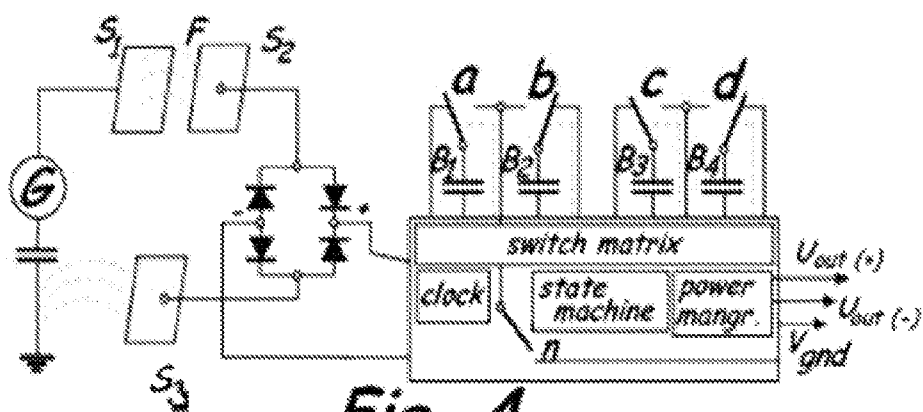 S1 F S2
a b c d
B1 B2 B3 B4
G
- +
switch matrix
Uout (+)
clock state machine power mangr.
Uout (-)
n
Vgnd
S3
Fig. 4